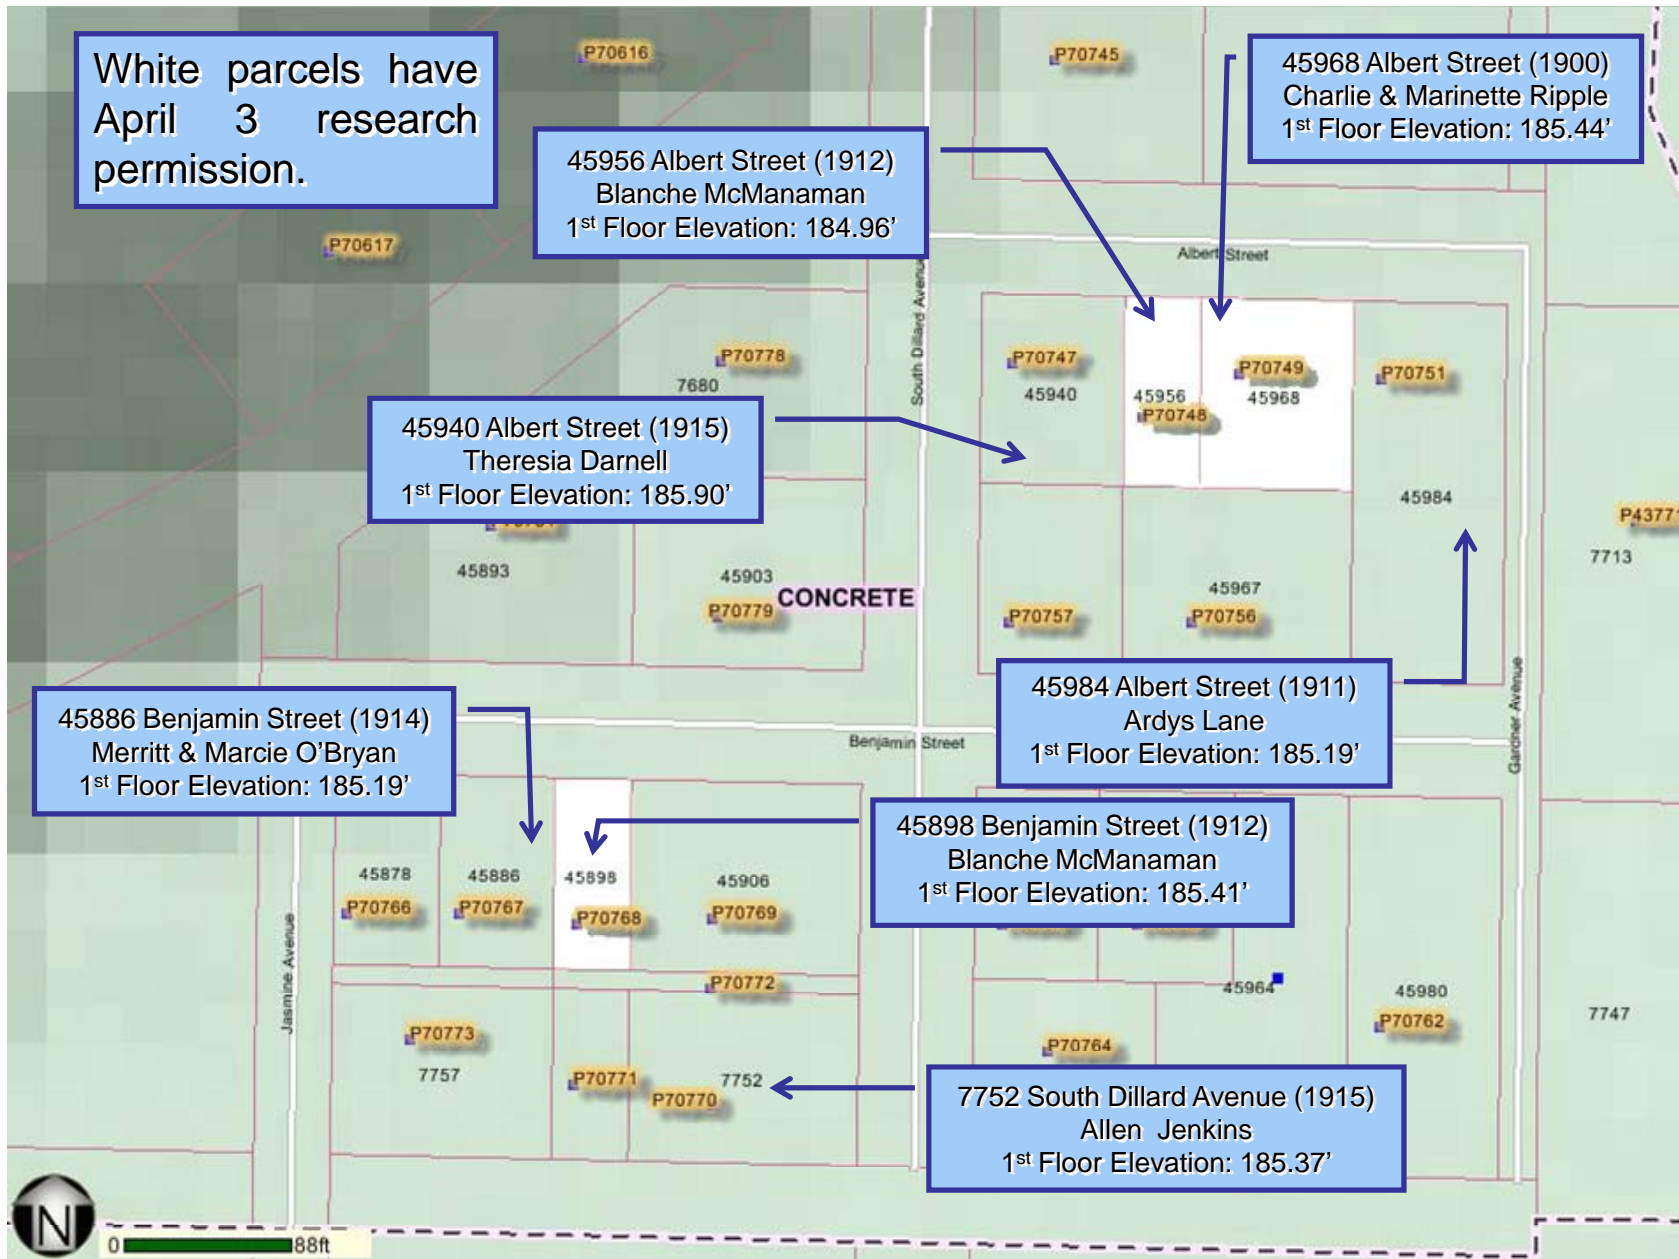 White parcels have
April 3 research
permission.
P70616
P70745
45968 Albert Street (1900)
Charlie & Marinette Ripple
1st Floor Elevation: 185.44’
45956 Albert Street (1912)
Blanche McManaman
1st Floor Elevation: 184.96’
P70617
Albert Street
South Dillard Avenue
P70778
7680
P70747
45940
45956
P70748
P70749
45968
P70751
45940 Albert Street (1915)
Theresia Darnell
1st Floor Elevation: 185.90’
45984
P43771
7713
45893
45903
P70779
CONCRETE
P70757
45967
P70756
45984 Albert Street (1911)
Ardys Lane
1st Floor Elevation: 185.19’
Gardner Avenue
45886 Benjamin Street (1914)
Merritt & Marcie O’Bryan
1st Floor Elevation: 185.19’
Benjamin Street
45898 Benjamin Street (1912)
Blanche McManaman
1st Floor Elevation: 185.41’
45878
P70766
45886
P70767
45898
P70768
45906
P70769
Jasmine Avenue
P70772
45964
45980
P70762
7747
P70773
7757
P70771
P70770
7752
P70764
7752 South Dillard Avenue (1915)
Allen Jenkins
1st Floor Elevation: 185.37’
N
0
88ft